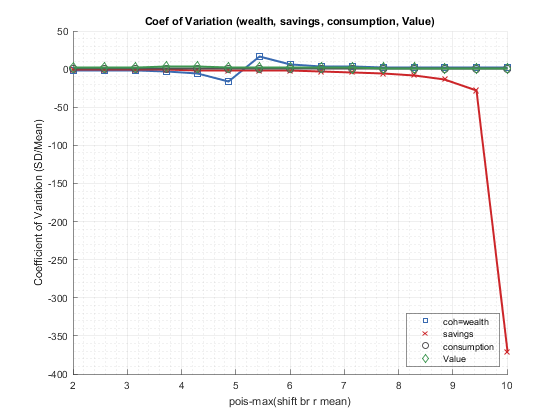 Coef of Variation (wealth, savings, consumption, Value)
50
0
-50
-100
-150
-200
-250
-300
-350
-400
Coefficient of Variation (SD/Mean)
2
3
4
5
6
7
8
9
10
pois-max(shift br r mean)
coh=wealth
savings
consumption
Value